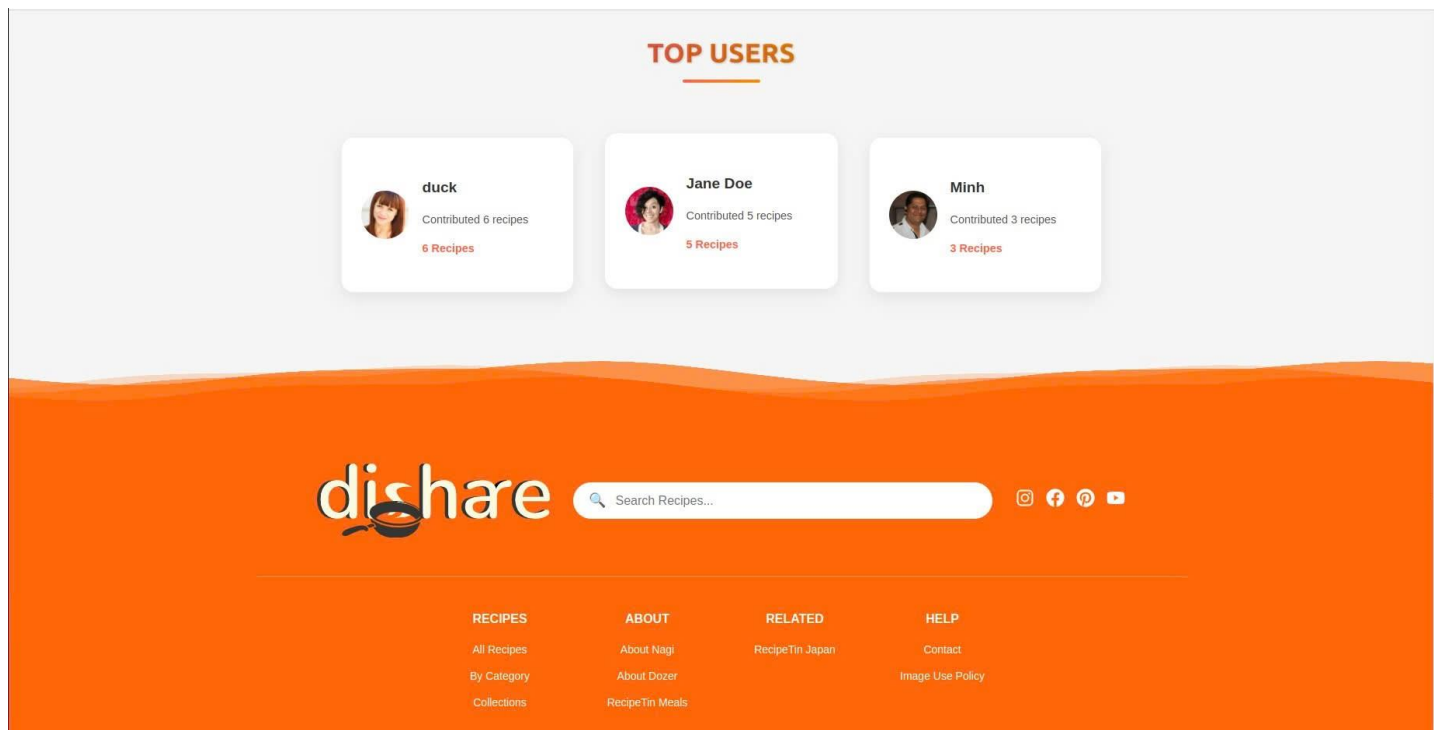 TOP USERS
duck
Contributed 6 recipes
6 Recipes
Jane Doe
Contributed 5 recipes
5 Recipes
Minh
Contributed 3 recipes
3 Recipes
dishare
Search Recipes...
RECIPES
All Recipes
By Category
Collections
ABOUT
About Nagi
About Dozer
RecipeTin Meals
RELATED
RecipeTin Japan
HELP
Contact
Image Use Policy